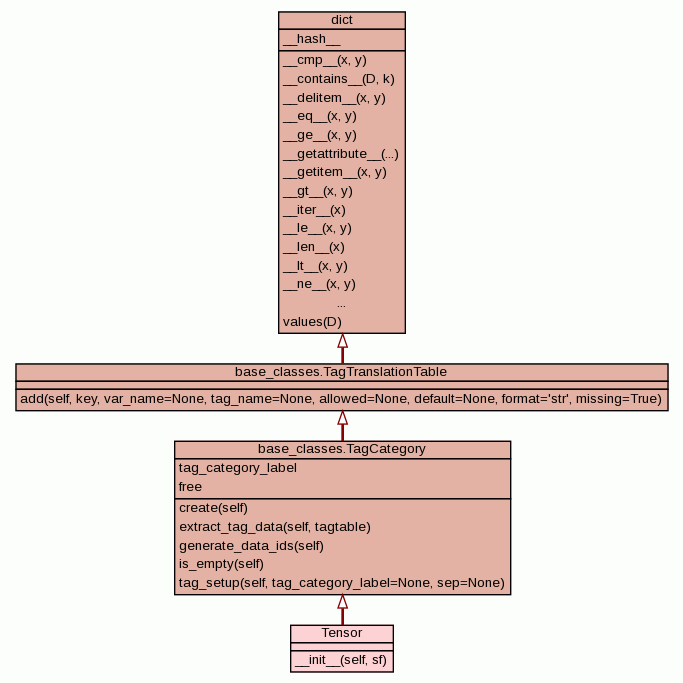 dict
__hash__
__cmp__(x, y)
__contains__(D, k)
__delitem__(x, y)
__eq__(x, y)
__ge__(x, y)
__getattribute__(...)
__getitem__(x, y)
__gt__(x, y)
__iter__(x)
__le__(x, y)
__len__(x)
__lt__(x, y)
__ne__(x, y)
...
values(D)
base_classes.TagTranslationTable
add(self, key, var_name=None, tag_name=None, allowed=None, default=None, format='str', missing=True)
base_classes.TagCategory
tag_category_label
free
create(self)
extract_tag_data(self, tagtable)
generate_data_ids(self)
is_empty(self)
tag_setup(self, tag_category_label=None, sep=None)
Tensor
__init__(self, sf)